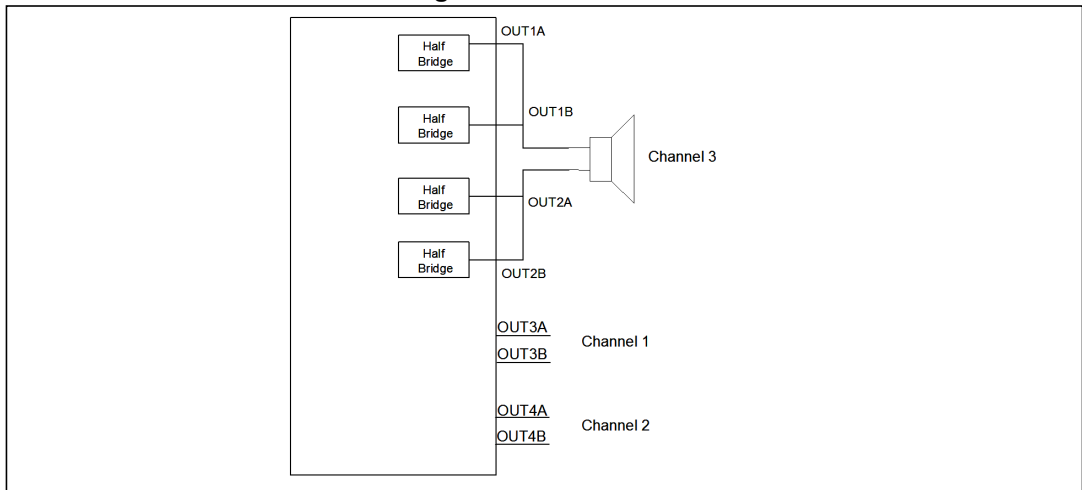 OUT1A
Half
Bridge
OUT1B
Half
Bridge
Channel 3
Half
Bridge
OUT2A
Half
Bridge
OUT2B
OUT3A
Channel 1
OUT3B
OUT4A
Channel 2
OUT4B